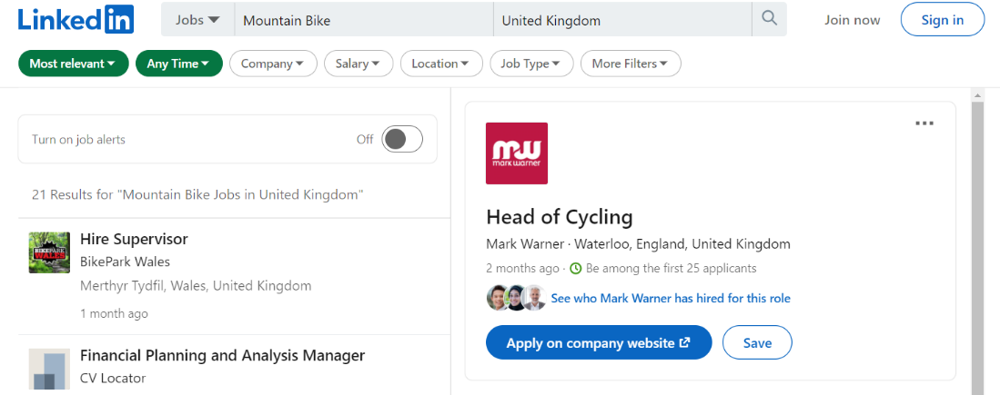 LinkedIn
Jobs
Mountain Bike
United Kingdom
Join now
Sign in
Most relevant
Any Time
Company
Salary
Location
Job Type
More Filters
Turn on job alerts
Off
21 Results for "Mountain Bike Jobs in United Kingdom"
BIKEPARK
WALES
Hire Supervisor
BikePark Wales
Merthyr Tydfil, Wales, United Kingdom
1 month ago
Financial Planning and Analysis Manager
CV Locator
mw
mark warner
Head of Cycling
Mark Warner · Waterloo, England, United Kingdom
2 months ago · Be among the first 25 applicants
See who Mark Warner has hired for this role
Apply on company website
Save